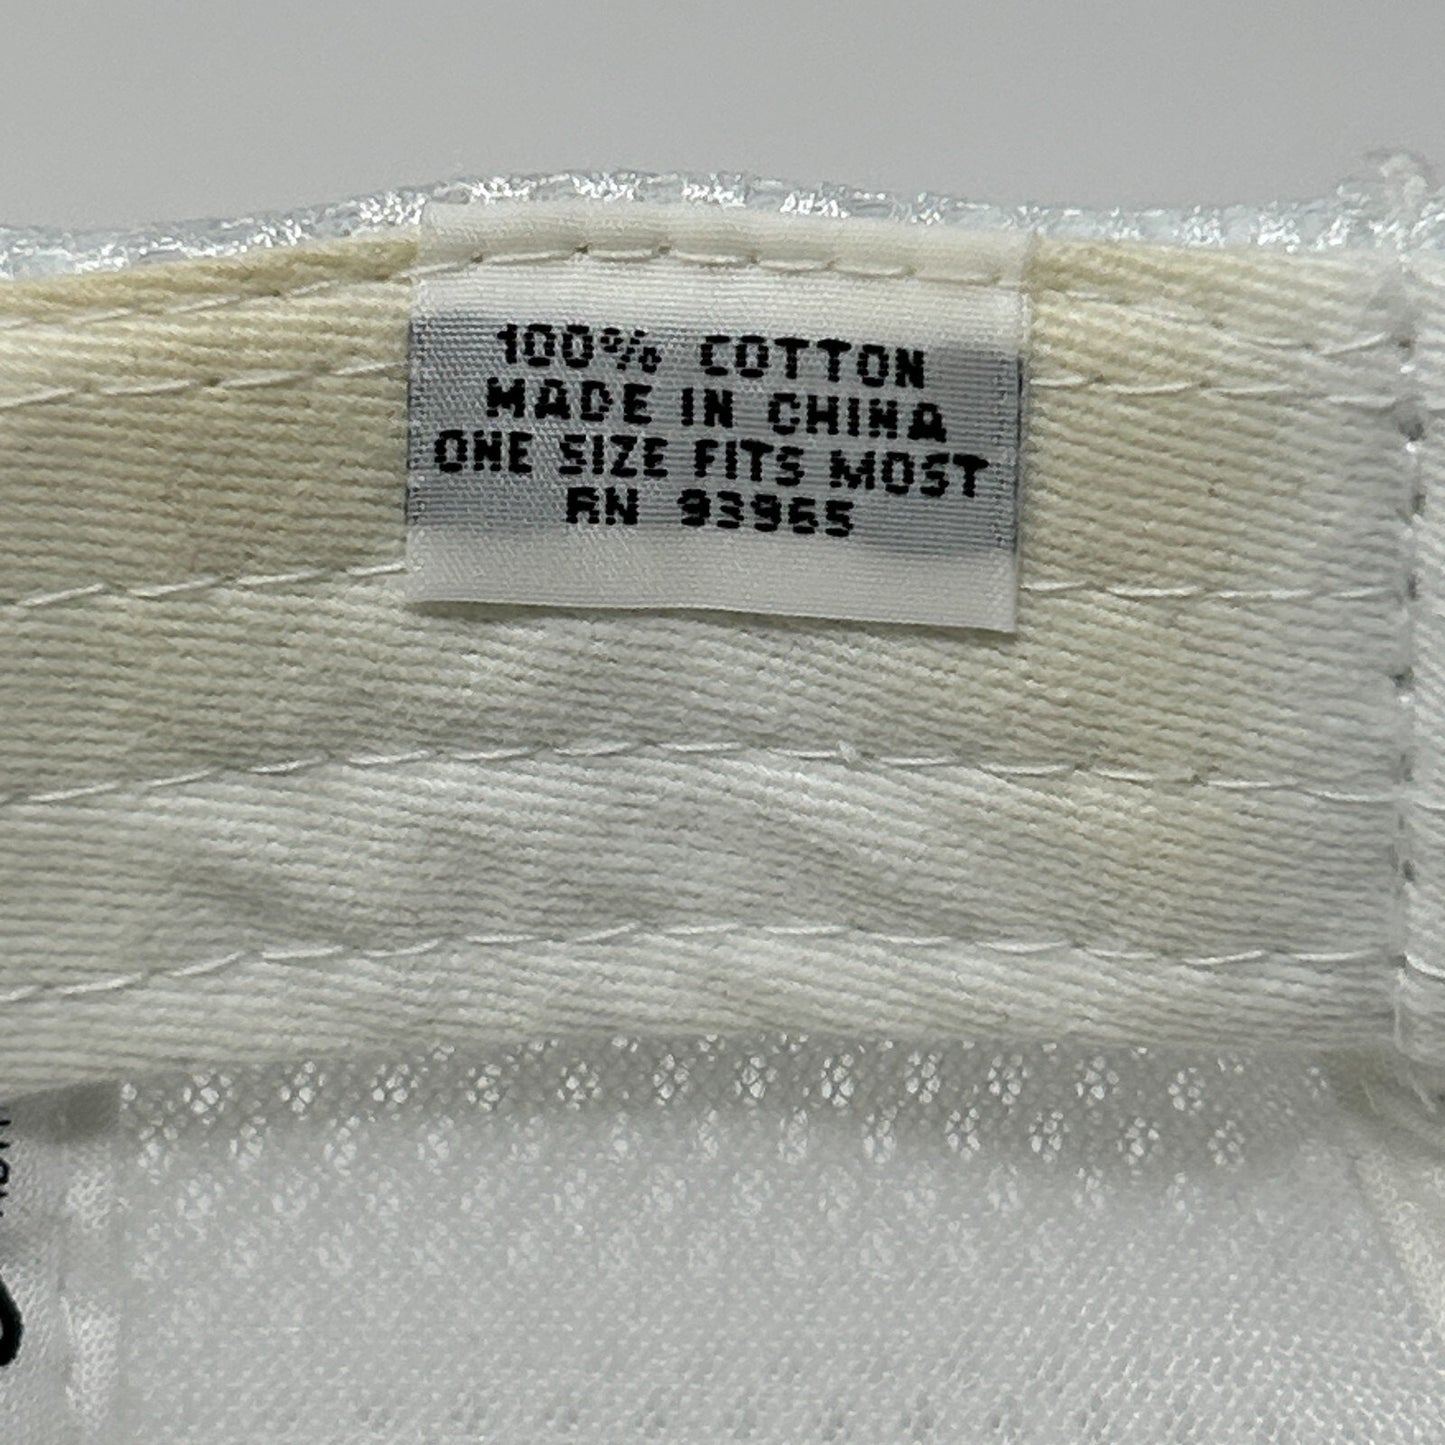 100% COTTON
MADE IN CHINA
ONE SIZE FITS MOST
RN 93965